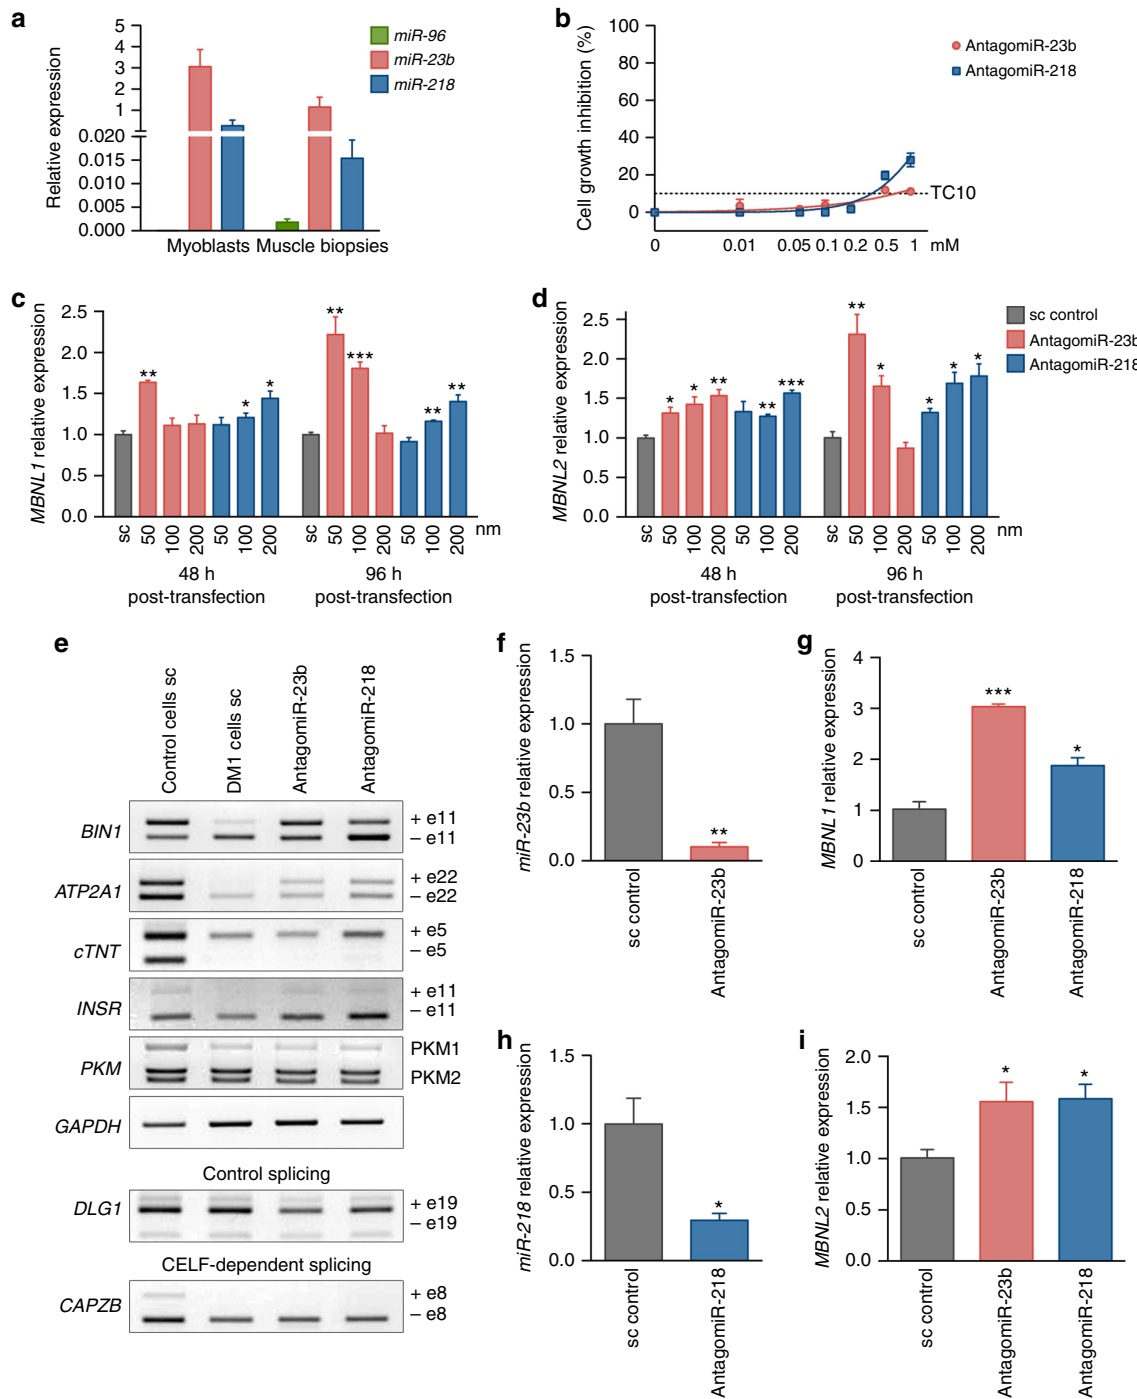 a
Relative expression
5
4
3
2
1
0.020
0.015
0.010
0.005
0.000
Myoblasts Muscle biopsies
miR-96
miR-23b
miR-218
b
Cell growth inhibition (%)
100
80
60
40
20
0
0 0.01 0.05 0.1 0.2 0.5 1 mM
TC10
AntagomiR-23b
AntagomiR-218
c
MBNL1 relative expression
2.5
2.0
1.5
1.0
0.5
0.0
** * * ** *** ** **
sc 50 100 200 50 100 200 sc 50 100 200 50 100 200 nm
48 h
post-transfection
96 h
post-transfection
d
MBNL2 relative expression
2.5
2.0
1.5
1.0
0.5
0.0
* * ** ** *** ** * * * *
sc 50 100 200 50 100 200 sc 50 100 200 50 100 200
48 h
post-transfection
96 h
post-transfection
sc control
AntagomiR-23b
AntagomiR-218
e
Control cells sc
DM1 cells sc
AntagomiR-23b
AntagomiR-218
BIN1
+ e11
– e11
ATP2A1
+ e22
– e22
cTNT
+ e5
– e5
INSR
+ e11
– e11
PKM
PKM1
PKM2
GAPDH
Control splicing
DLG1
+ e19
– e19
CELF-dependent splicing
CAPZB
+ e8
– e8
f
miR-23b relative expression
1.5
1.0
0.5
0.0
**
sc control
AntagomiR-23b
g
MBNL1 relative expression
4
3
2
1
0
***
*
sc control
AntagomiR-23b
AntagomiR-218
h
miR-218 relative expression
1.5
1.0
0.5
0.0
*
sc control
AntagomiR-218
i
MBNL2 relative expression
2.0
1.5
1.0
0.5
0.0
*
*
sc control
AntagomiR-23b
AntagomiR-218